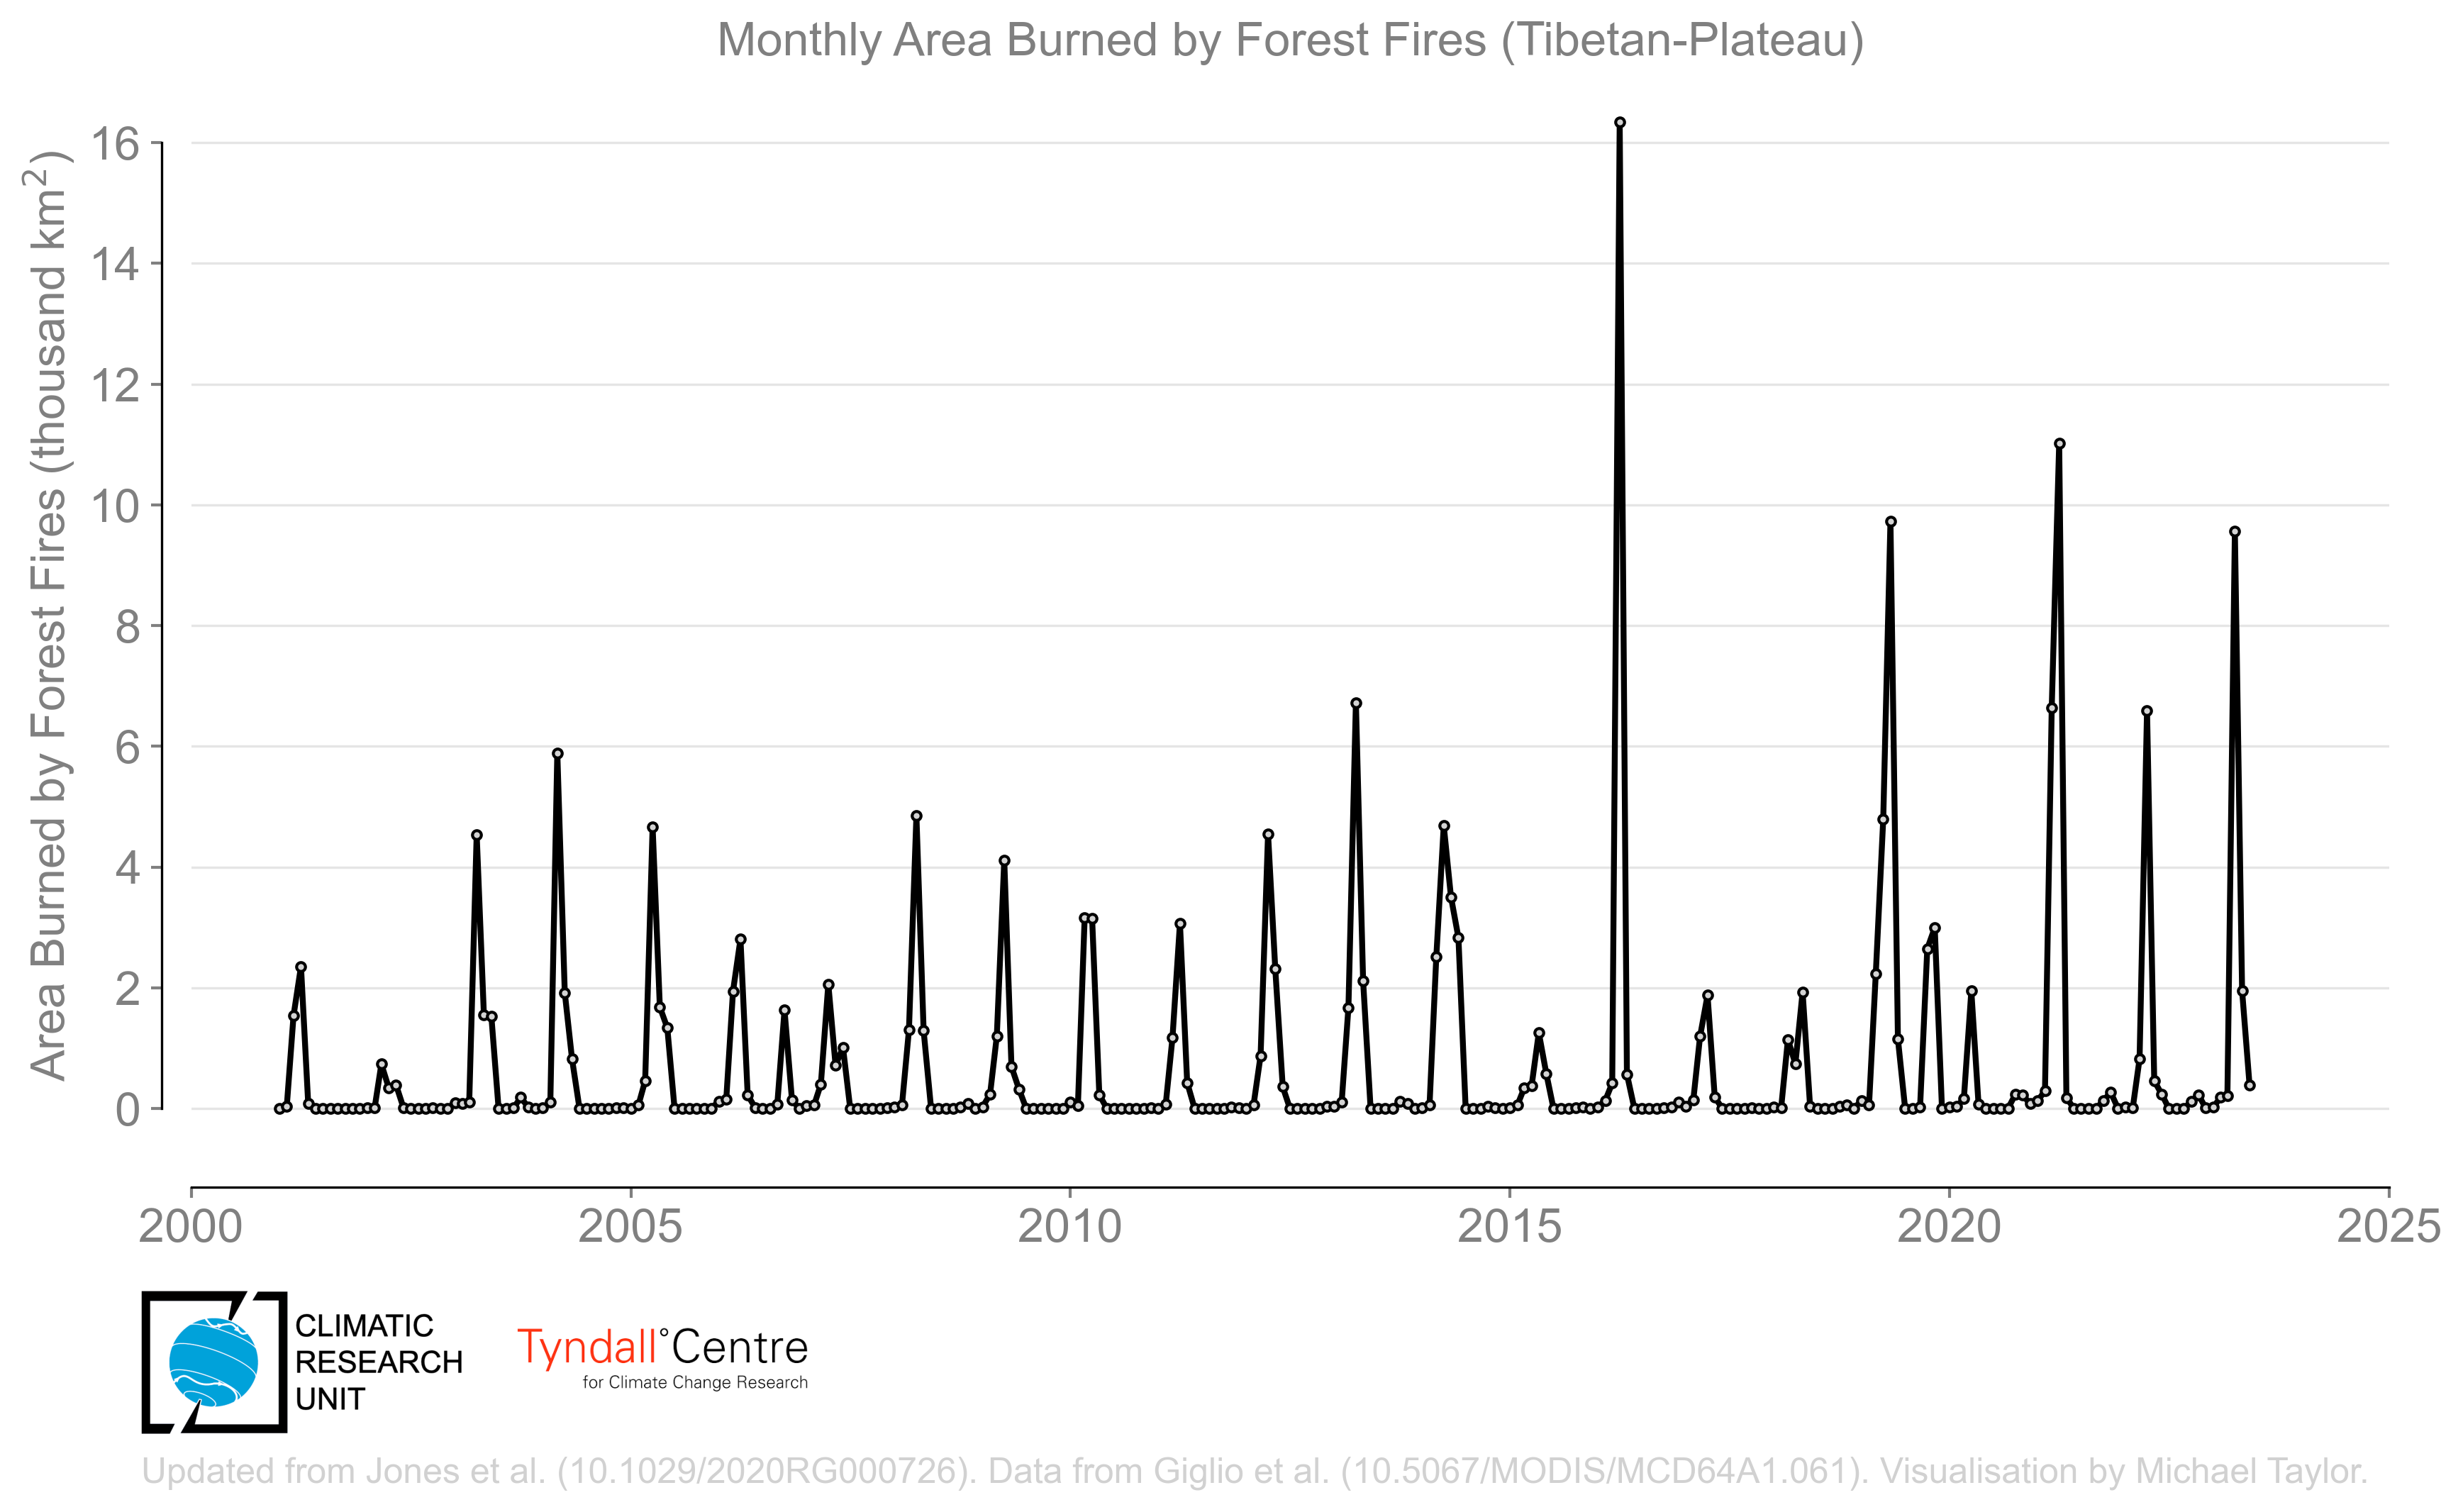 Monthly Area Burned by Forest Fires (Tibetan-Plateau)
Area Burned by Forest Fires (thousand km²)
16
14
12
10
8
6
4
2
0
2000 2005 2010 2015 2020 2025
CLIMATIC
RESEARCH
UNIT
Tyndall°Centre
for Climate Change Research
Updated from Jones et al. (10.1029/2020RG000726). Data from Giglio et al. (10.5067/MODIS/MCD64A1.061). Visualisation by Michael Taylor.